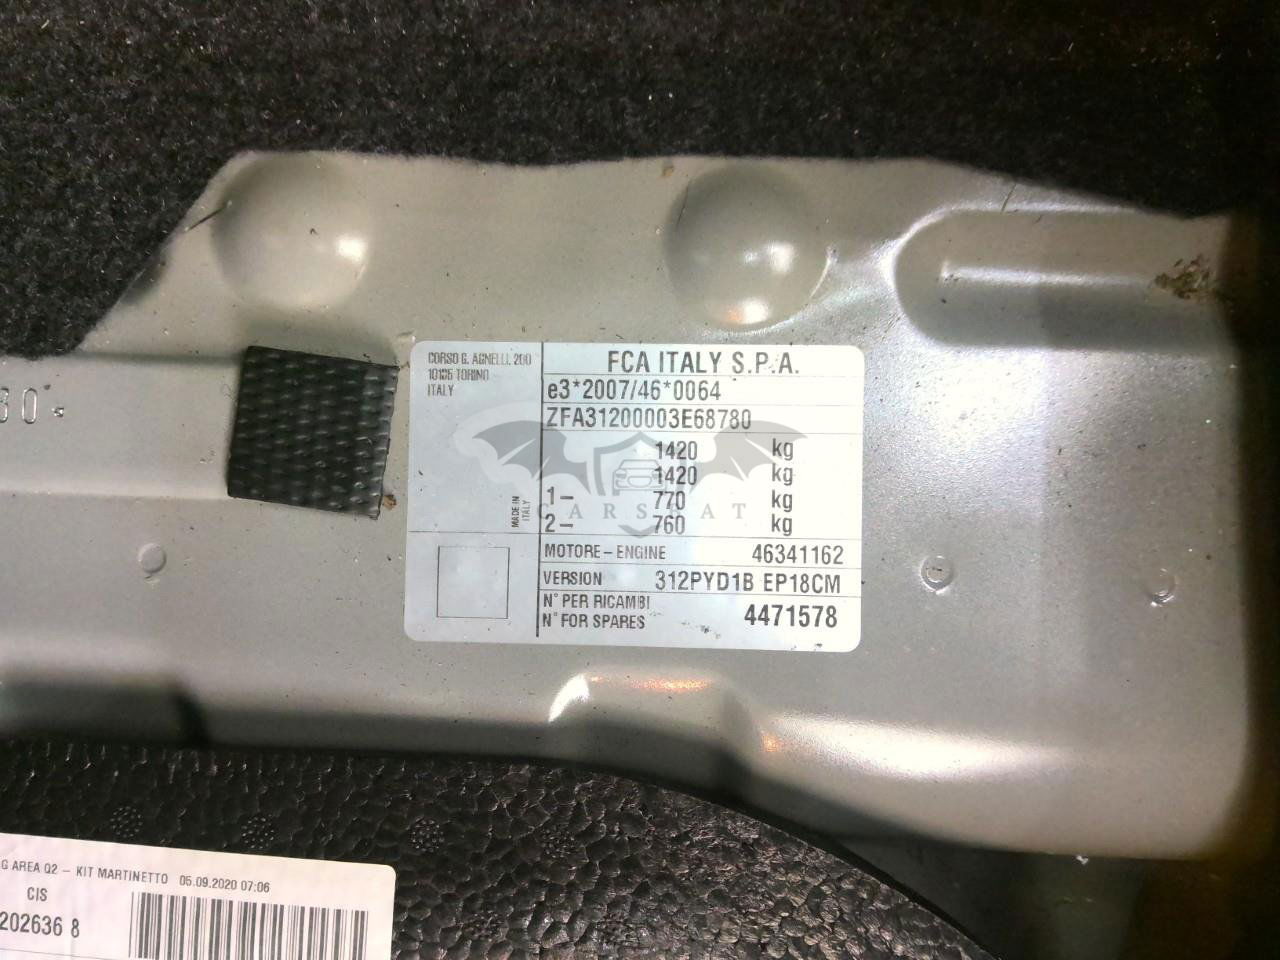 80*
CORSO G. AGNELLI, 200
10135 TORINO
ITALY
MADE IN
ITALY
FCA ITALY S.P.A.
e3*2007/46*0064
ZFA31200003E68780
1420 kg
1420 kg
1– 770 kg
2– 760 kg
CARSBAT
MOTORE – ENGINE 46341162
VERSION 312PYD1B EP18CM
N° PER RICAMBI
N° FOR SPARES 4471578
G AREA Q2 – KIT MARTINETTO 05.09.2020 07:06
CIS
202636 8